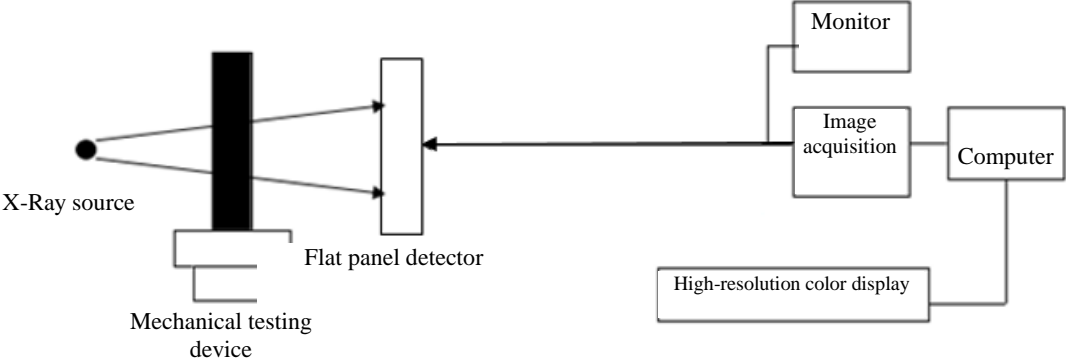 Monitor
Image
acquisition
Computer
X-Ray source
Flat panel detector
High-resolution color display
Mechanical testing
device